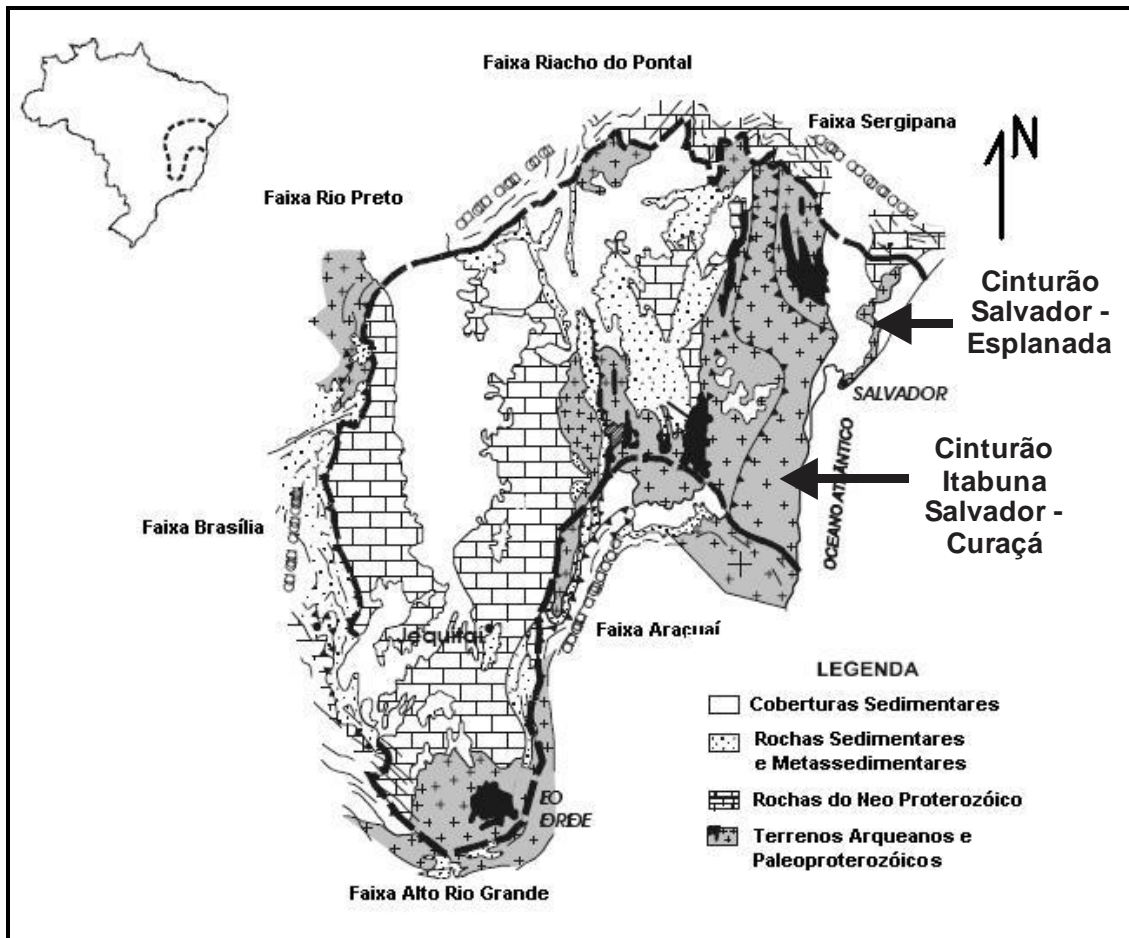 Faixa Riacho do Pontal
Faixa Sergipana
N
Faixa Rio Preto
Cinturão
Salvador -
Esplanada
SALVADOR
OCEANO ATLÂNTICO
Cinturão
Itabuna
Salvador -
Curaçá
Faixa Brasília
Jequitaí
Faixa Araçuaí
LEGENDA
Coberturas Sedimentares
Rochas Sedimentares
e Metassedimentares
Rochas do Neo Proterozóico
Terrenos Arqueanos e
Paleoproterozóicos
Faixa Alto Rio Grande